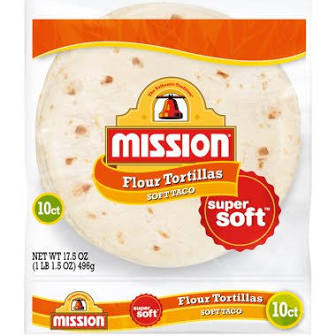 The Authentic Tradition
MISSION®
Flour Tortillas
SOFT TACO
super
soft™
10ct
NET WT 17.5 OZ
(1 LB 1.5 OZ) 496g
MISSION
super
soft
Flour Tortillas
SOFT TACO
10ct